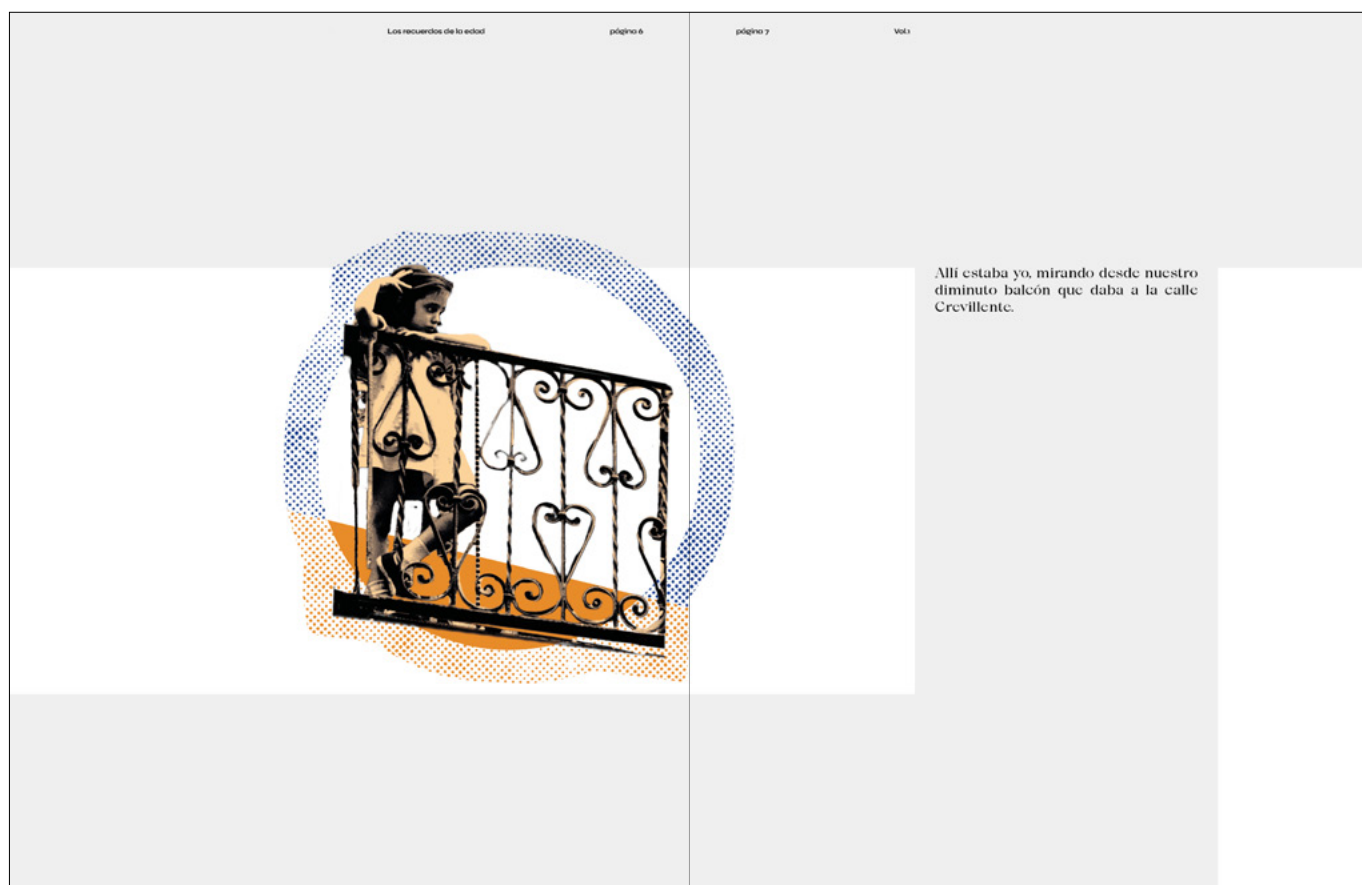 Los recuerdos de la edad
página 6
página 7
Vol.1
Allí estaba yo, mirando desde nuestro
diminuto balcón que daba a la calle
Crevillente.